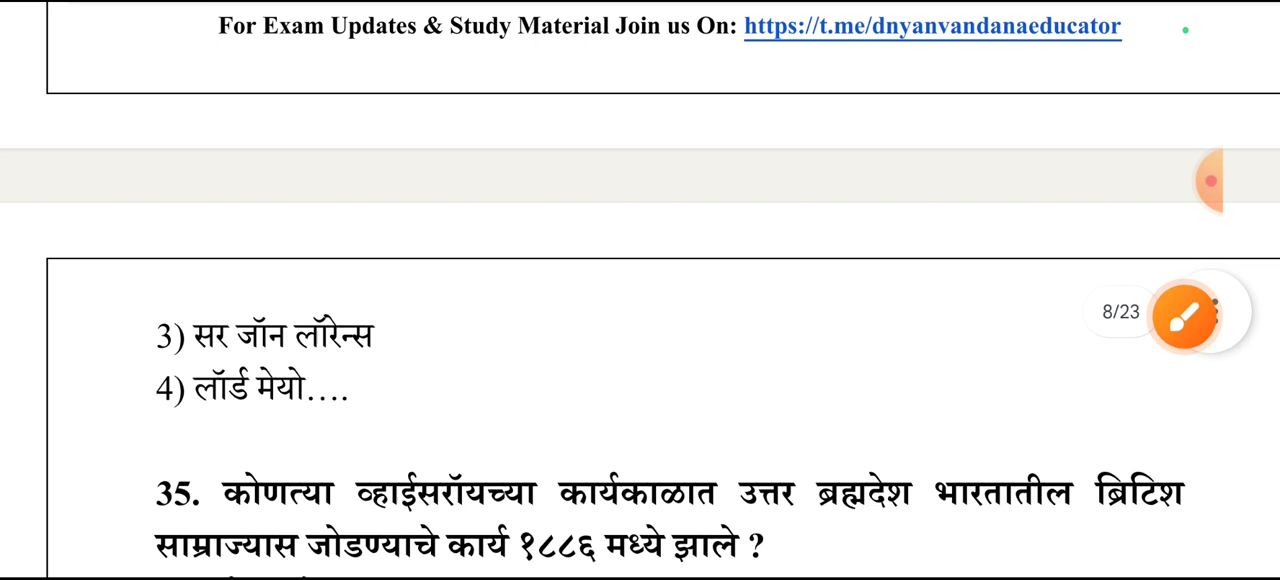 For Exam Updates & Study Material Join us On: https://t.me/dnyanvandanaeducator
8/23
3) सर जॉन लॉरेन्स
4) लॉर्ड मेयो....
35. कोणत्या व्हाईसरॉयच्या कार्यकाळात उत्तर ब्रह्मदेश भारतातील ब्रिटिश
साम्राज्यास जोडण्याचे कार्य १८८६ मध्ये झाले ?